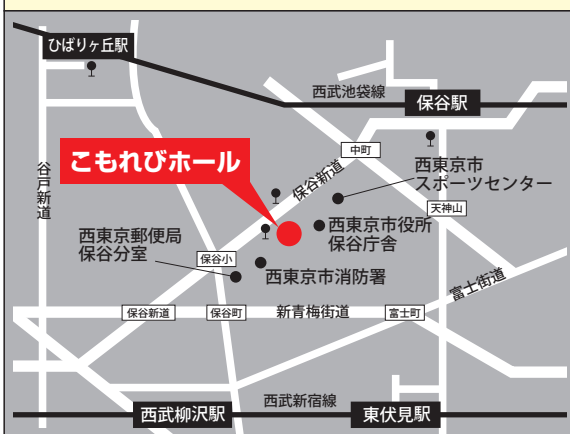 ひばりヶ丘駅
西武池袋線
保谷駅
中町
こもれびホール
保谷新道
西東京市
スポーツセンター
谷戸新道
天神山
西東京市役所
保谷庁舎
西東京郵便局
保谷分室
保谷小
西東京市消防署
富士街道
保谷新道
保谷町
新青梅街道
富士町
西武新宿線
西武柳沢駅
東伏見駅